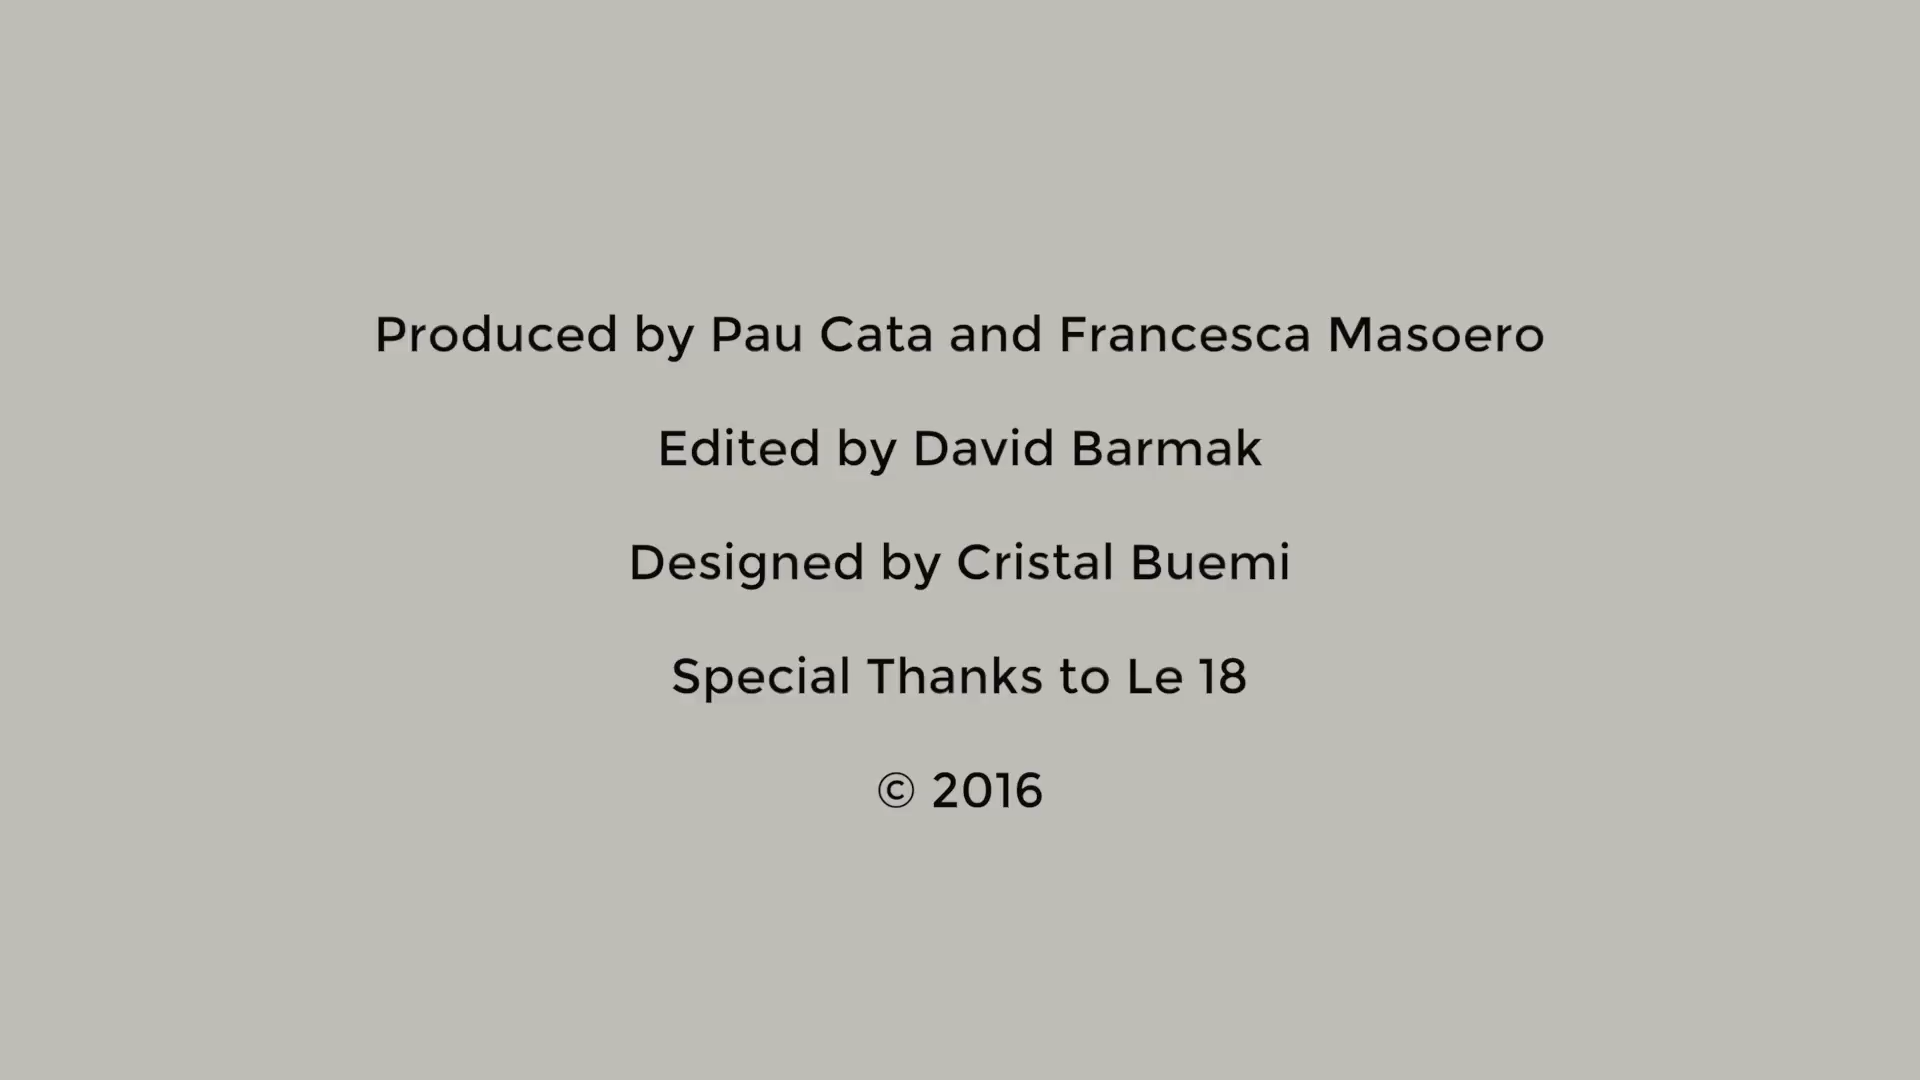 Produced by Pau Cata and Francesca Masoero
Edited by David Barmak
Designed by Cristal Buemi
Special Thanks to Le 18
© 2016